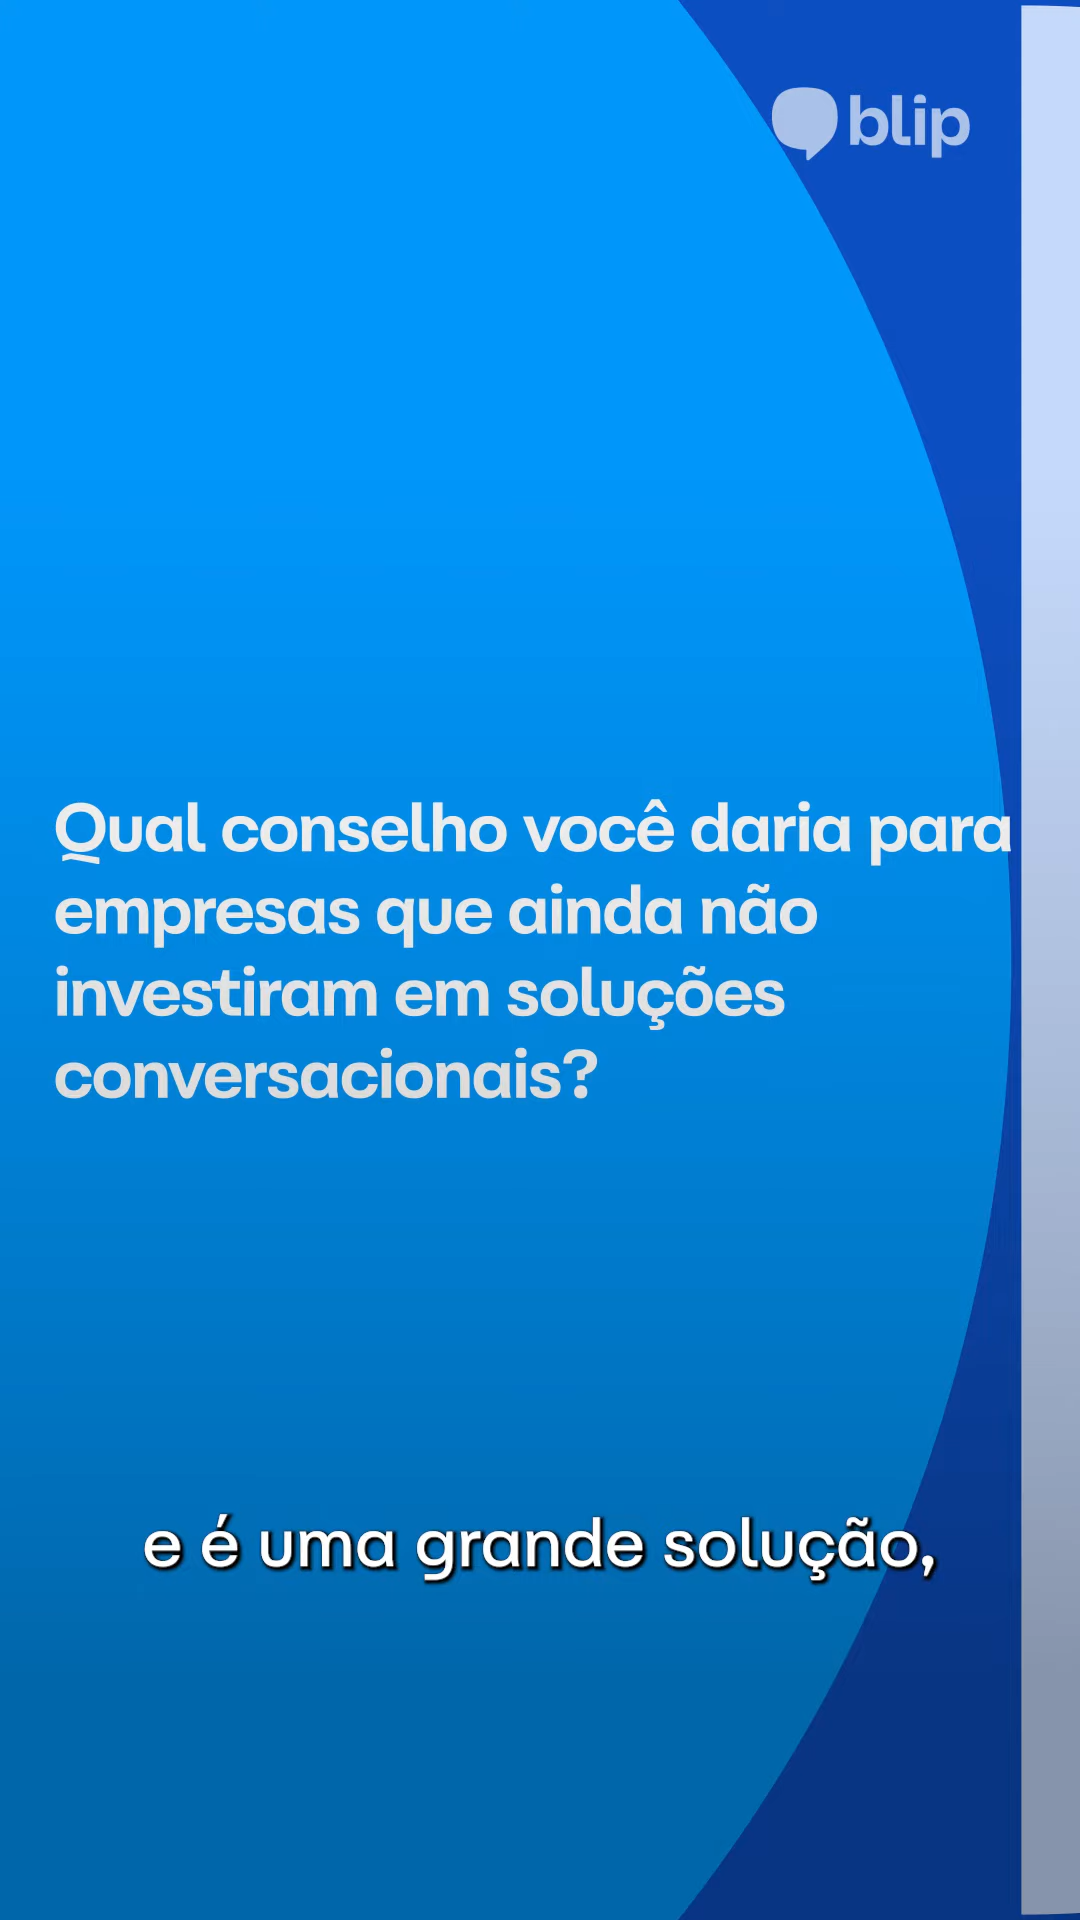 blip
Qual conselho você daria para
empresas que ainda não
investiram em soluções
conversacionais?
e é uma grande solução,